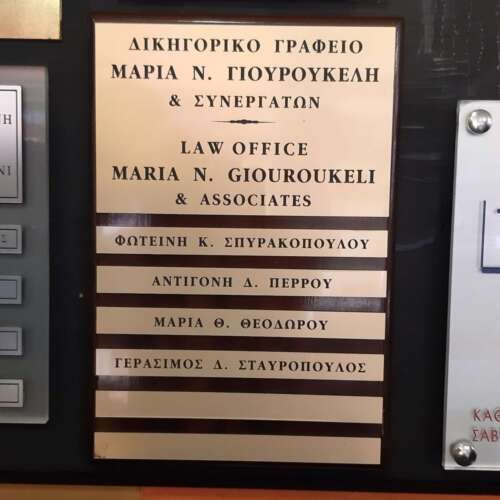 ΔΙΚΗΓΟΡΙΚΟ ΓΡΑΦΕΙΟ
ΜΑΡΙΑ Ν. ΓΙΟΥΡΟΥΚΕΛΗ
& ΣΥΝΕΡΓΑΤΩΝ
LAW OFFICE
MARIA N. GIOUROUKELI
& ASSOCIATES
ΦΩΤΕΙΝΗ Κ. ΣΠΥΡΑΚΟΠΟΥΛΟΥ
ΑΝΤΙΓΟΝΗ Δ. ΠΕΡΡΟΥ
ΜΑΡΙΑ Θ. ΘΕΟΔΩΡΟΥ
ΓΕΡΑΣΙΜΟΣ Δ. ΣΤΑΥΡΟΠΟΥΛΟΣ